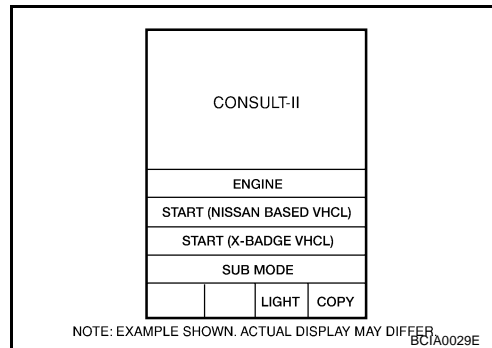 CONSULT-II
ENGINE
START (NISSAN BASED VHCL)
START (X-BADGE VHCL)
SUB MODE
LIGHT COPY
NOTE: EXAMPLE SHOWN. ACTUAL DISPLAY MAY DIFFER.
BCIA0029E